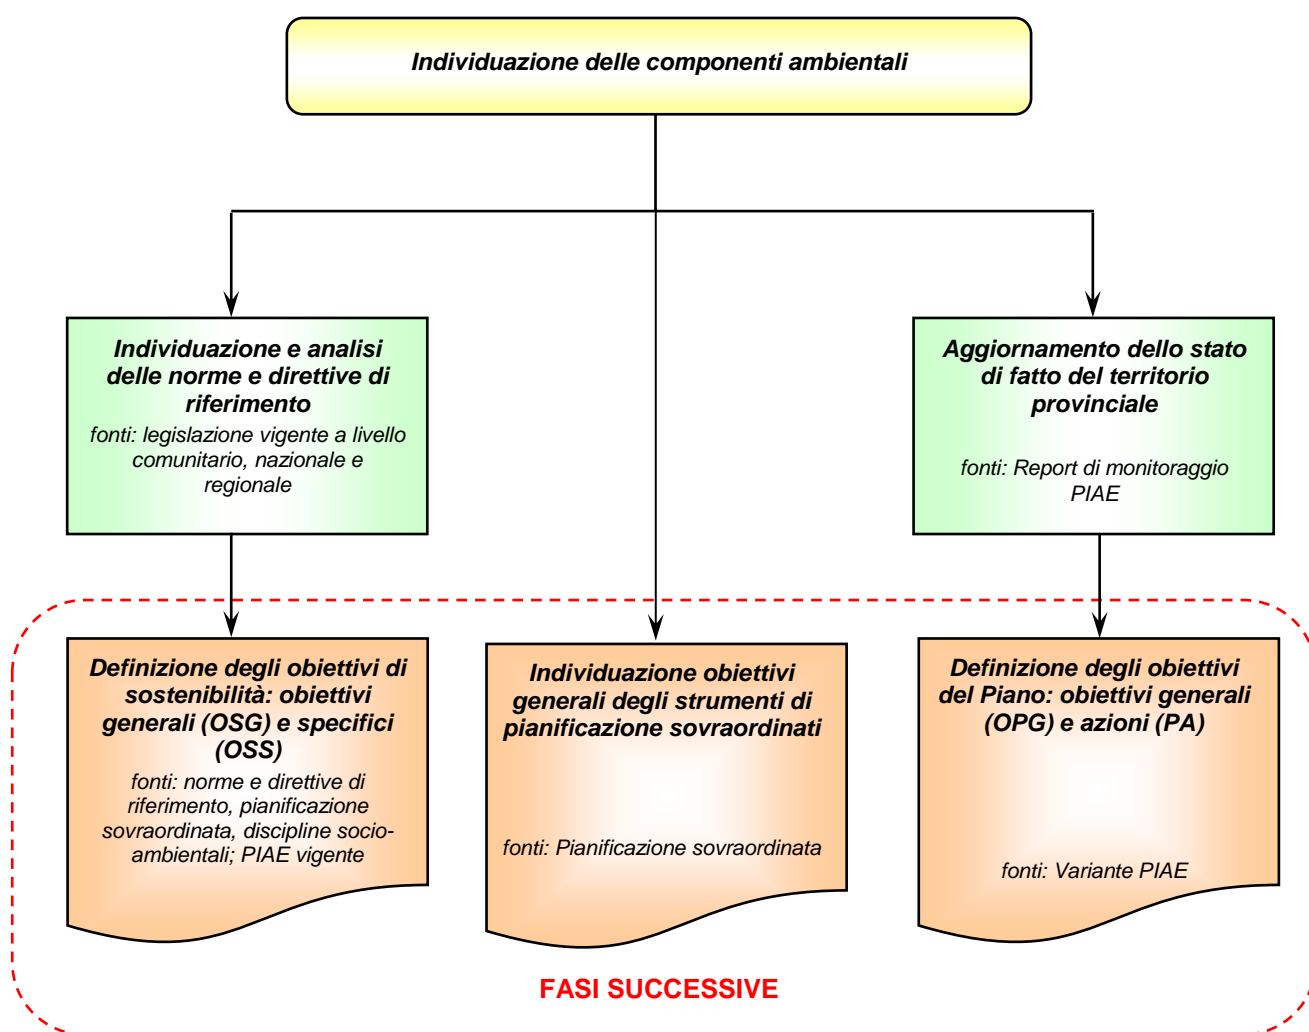 Individuazione delle componenti ambientali
Individuazione e analisi
delle norme e direttive di
riferimento
fonti: legislazione vigente a livello
comunitario, nazionale e
regionale
Aggiornamento dello stato
di fatto del territorio
provinciale
fonti: Report di monitoraggio
PIAE
Definizione degli obiettivi di
sostenibilità: obiettivi
generali (OSG) e specifici
(OSS)
fonti: norme e direttive di
riferimento, pianificazione
sovraordinata, discipline socio-
ambientali; PIAE vigente
Individuazione obiettivi
generali degli strumenti di
pianificazione sovraordinati
fonti: Pianificazione sovraordinata
Definizione degli obiettivi
del Piano: obiettivi generali
(OPG) e azioni (PA)
fonti: Variante PIAE
FASI SUCCESSIVE